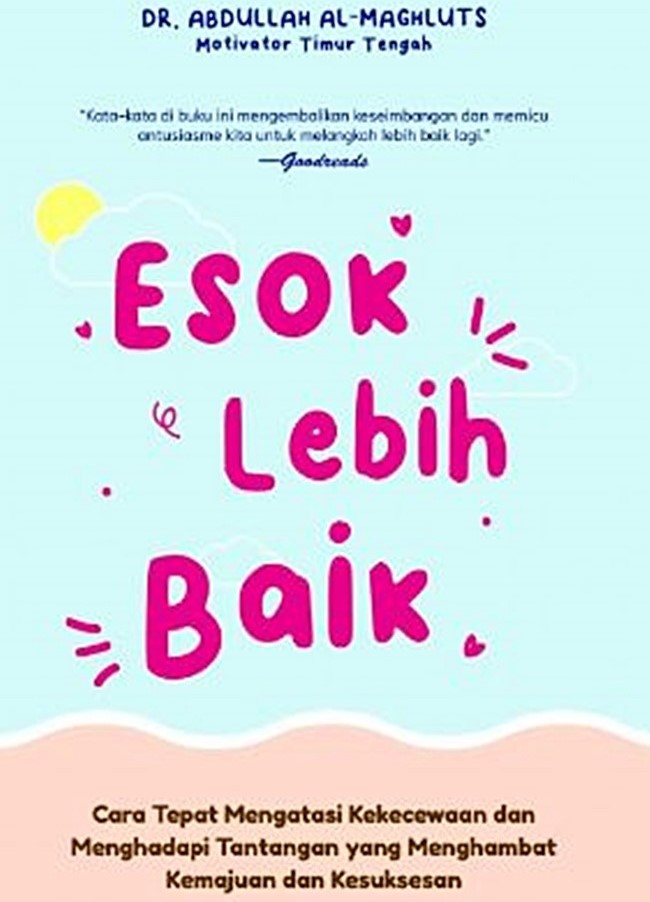 DR. ABDULLAH AL-MAGHLUTS
Motivator Timur Tengah
"Kata-kata di buku ini mengembalikan keseimbangan dan memicu
antusiasme kita untuk melangkah lebih baik lagi."
—Goodreads
Esok
Lebih
Baik
Cara Tepat Mengatasi Kekecewaan dan
Menghadapi Tantangan yang Menghambat
Kemajuan dan Kesuksesan